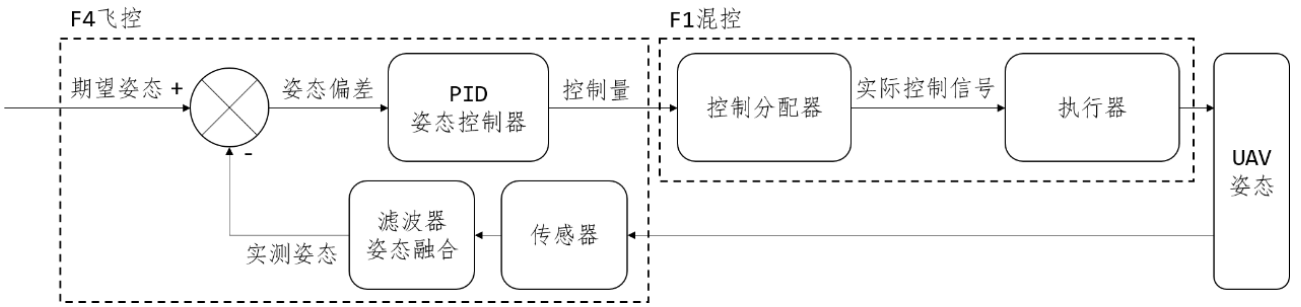 F4飞控
F1混控
期望姿态 +
姿态偏差
PID
姿态控制器
控制量
控制分配器
实际控制信号
执行器
-
UAV
姿态
实测姿态
滤波器
姿态融合
传感器